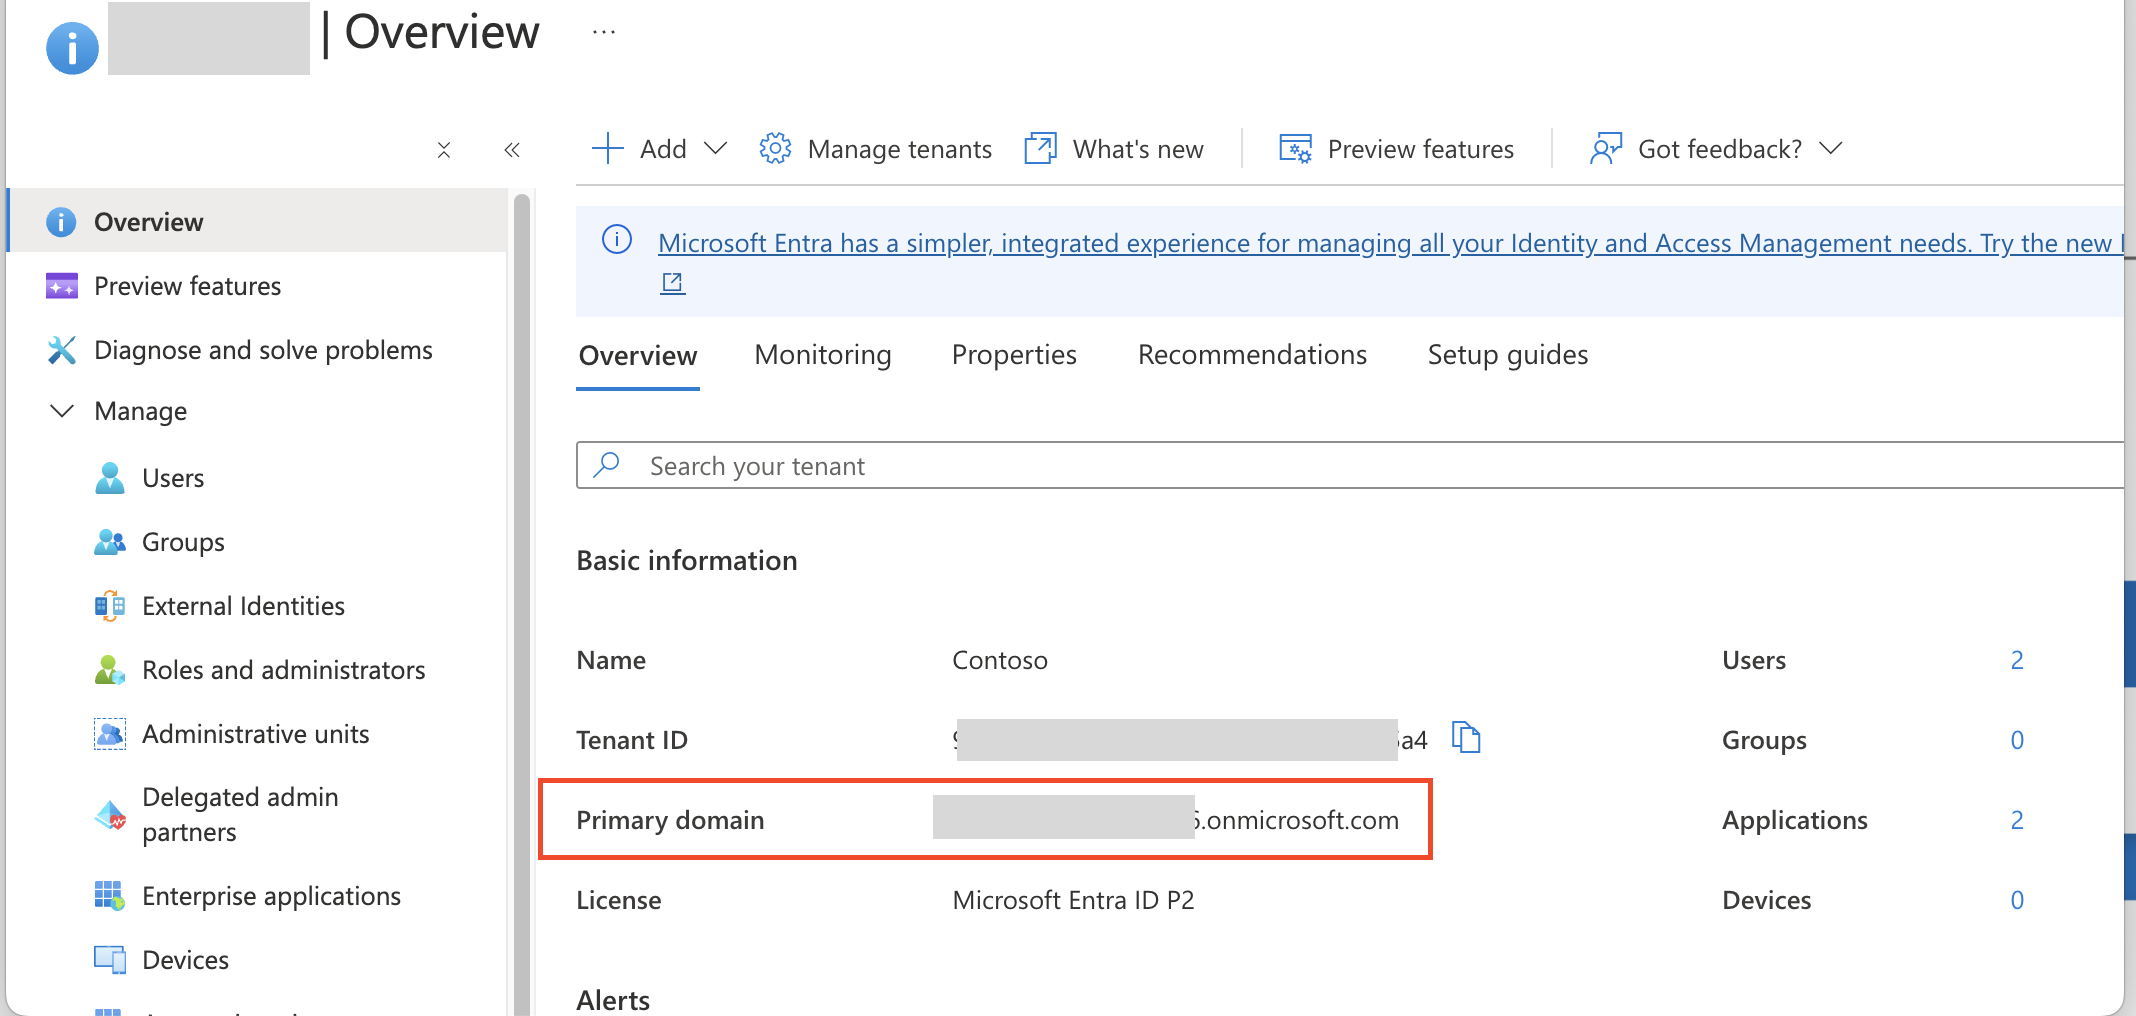 | Overview ...
Add
Manage tenants
What's new
Preview features
Got feedback?
Overview
Preview features
Diagnose and solve problems
Manage
Users
Groups
External Identities
Roles and administrators
Administrative units
Delegated admin
partners
Enterprise applications
Devices
Microsoft Entra has a simpler, integrated experience for managing all your Identity and Access Management needs. Try the new
Overview
Monitoring
Properties
Recommendations
Setup guides
Search your tenant
Basic information
Name
Contoso
Users
2
Tenant ID
a4
Groups
0
Primary domain
.onmicrosoft.com
Applications
2
License
Microsoft Entra ID P2
Devices
0
Alerts